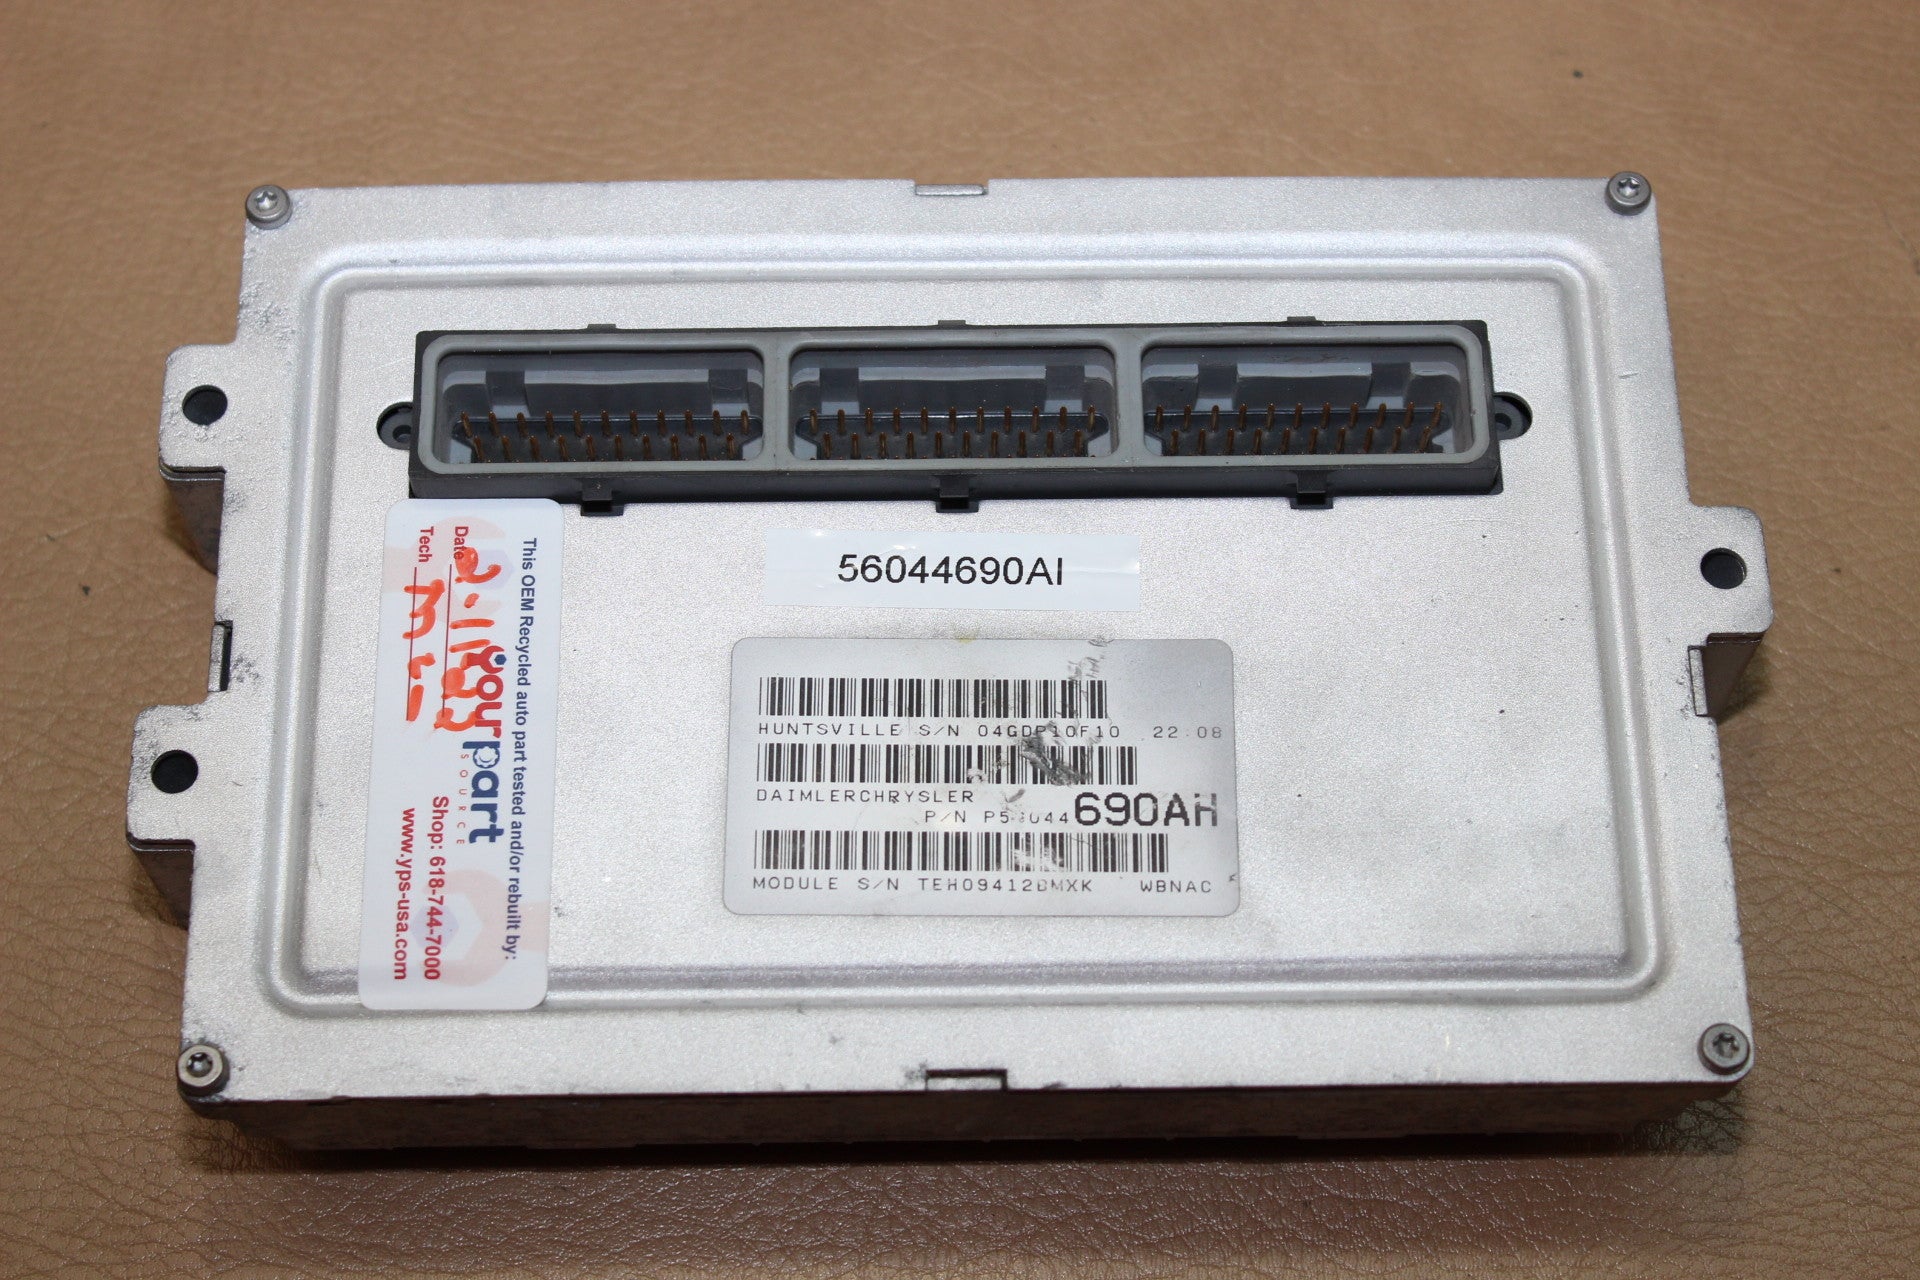 56044690AI
HUNTSVILLE S/N 04GDP10F10 22:08
DAIMLERCHRYSLER
P/N 690AH
MODULE S/N WBNAC
This OEM Recycled auto part tested and/or rebuilt by:
Your part
SOURCE
Date
Tech
Shop: 618-744-7000
www.yps-usa.com